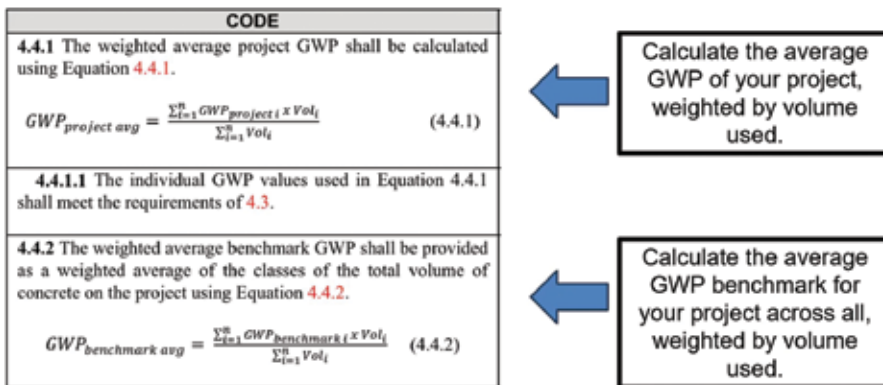 CODE
4.4.1 The weighted average project GWP shall be calculated
using Equation 4.4.1.
GWP_project avg = ∑ⁿᵢ₌₁ GWP_project i x Vol_i / ∑ⁿᵢ₌₁ Vol_i (4.4.1)
4.4.1.1 The individual GWP values used in Equation 4.4.1
shall meet the requirements of 4.3.
4.4.2 The weighted average benchmark GWP shall be provided
as a weighted average of the classes of the total volume of
concrete on the project using Equation 4.4.2.
GWP_benchmark avg = ∑ⁿᵢ₌₁ GWP_benchmark i x Vol_i / ∑ⁿᵢ₌₁ Vol_i (4.4.2)
Calculate the average
GWP of your project,
weighted by volume
used.
Calculate the average
GWP benchmark for
your project across all,
weighted by volume
used.